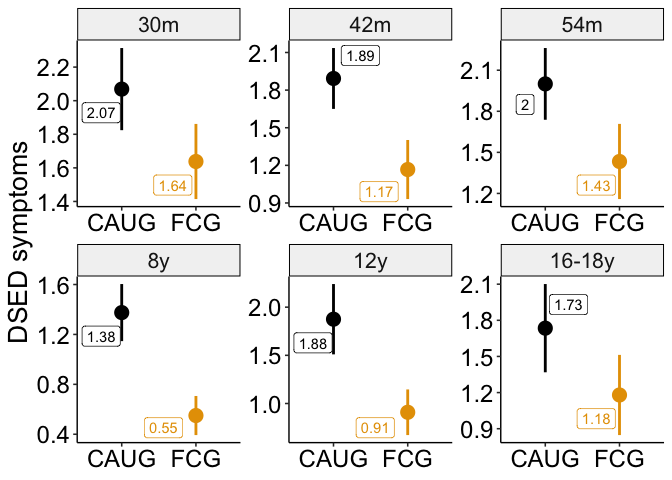 DSED symptoms
30m
42m
54m
2.2
2.0
1.8
1.6
1.4
2.07
1.64
CAUG FCG
2.1
1.8
1.5
1.2
0.9
1.89
1.17
CAUG FCG
2.1
1.8
1.5
1.2
2
1.43
CAUG FCG
8y
12y
16-18y
1.6
1.2
0.8
0.4
1.38
0.55
CAUG FCG
2.0
1.5
1.0
1.88
0.91
CAUG FCG
2.1
1.8
1.5
1.2
0.9
1.73
1.18
CAUG FCG